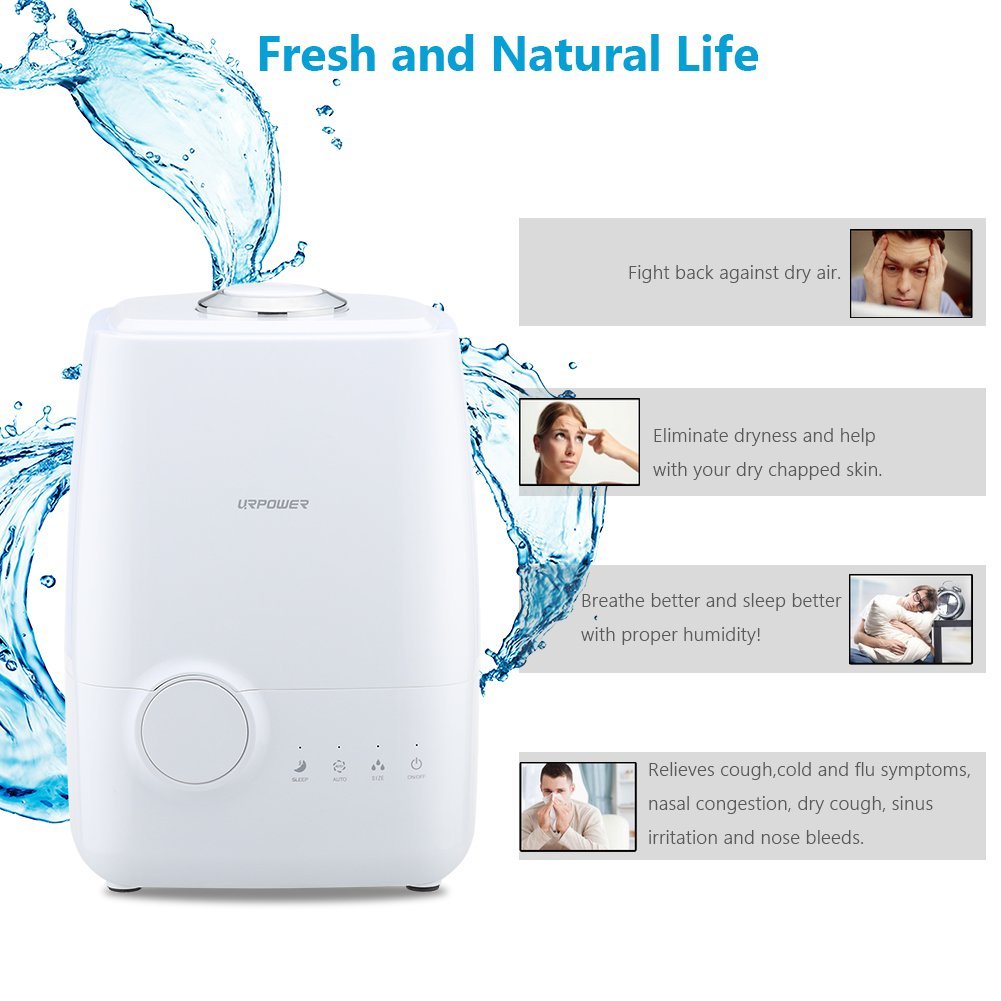 Fresh and Natural Life
Fight back against dry air.
Eliminate dryness and help
with your dry chapped skin.
URPOWER
Breathe better and sleep better
with proper humidity!
SLEEP AUTO SIZE ON/OFF
Relieves cough,cold and flu symptoms,
nasal congestion, dry cough, sinus
irritation and nose bleeds.